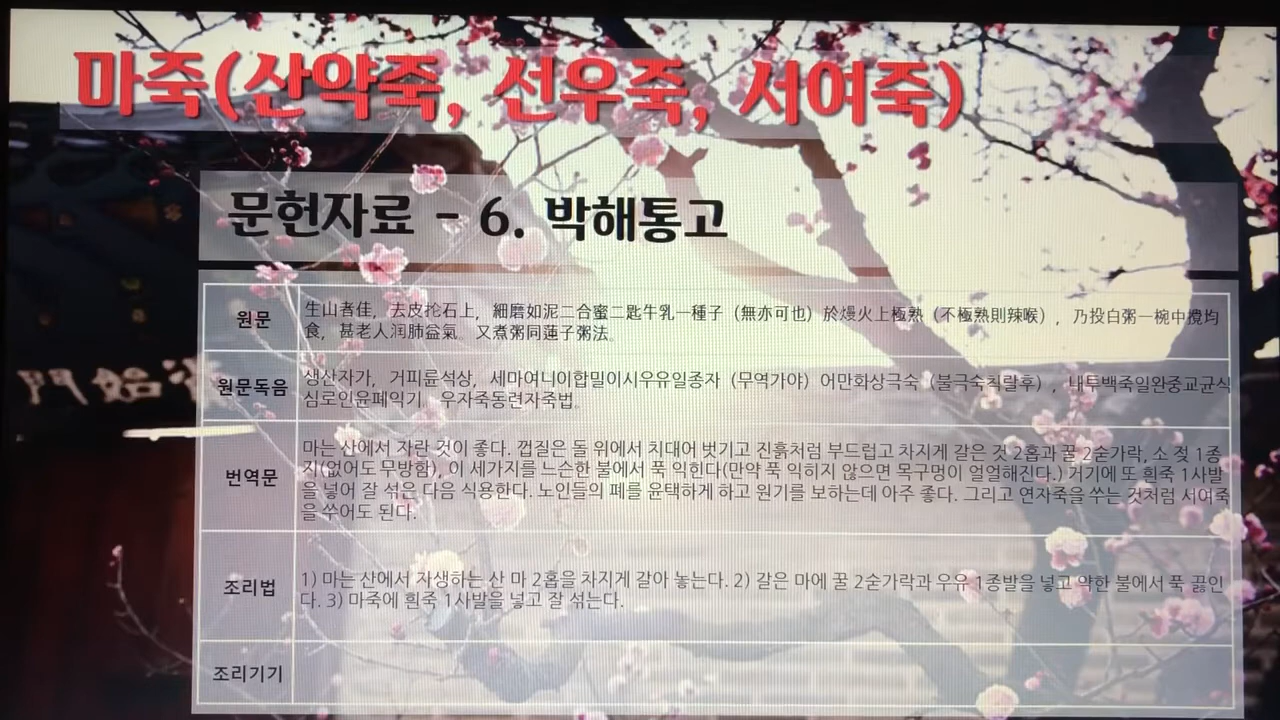 마죽(산약죽, 선우죽, 서여죽)
문헌자료 - 6. 박해통고
원문
生山者佳, 去皮抡石上, 細磨如泥二合蜜二匙牛乳一種子 (無亦可也) 於熳火上極熟 (不極熟則辣喉) , 乃投白粥一椀中攪均
食, 甚老人润肺益氣。又煮粥同蓮子粥法。
원문독음
생산자가, 거피륜석상, 세마여니이합밀이시우유일종자 (무역가야) 어만화상극숙 (불극숙칙랄후) , 내투백죽일완중교균식
심로인윤폐익기。우자죽동련자죽법。
번역문
마는 산에서 자란 것이 좋다. 껍질은 돌 위에서 치대어 벗기고 진흙처럼 부드럽고 차지게 갈은 것 2홉과 꿀 2숟가락, 소 젖 1종
지(없어도 무방함), 이 세가지를 느슨한 불에서 푹 익힌다(만약 푹 익히지 않으면 목구멍이 얼얼해진다.) 거기에 또 흰죽 1사발
을 넣어 잘 섞은 다음 식용한다. 노인들의 폐를 윤택하게 하고 원기를 보하는데 아주 좋다. 그리고 연자죽을 쑤는 것처럼 서여죽
을 쑤어도 된다.
조리법
1) 마는 산에서 자생하는 산 마 2홉을 차지게 갈아 놓는다. 2) 갈은 마에 꿀 2순가락과 우유 1종발을 넣고 약한 불에서 푹 끓인
다. 3) 마죽에 흰죽 1사발을 넣고 잘 섞는다.
조리기기